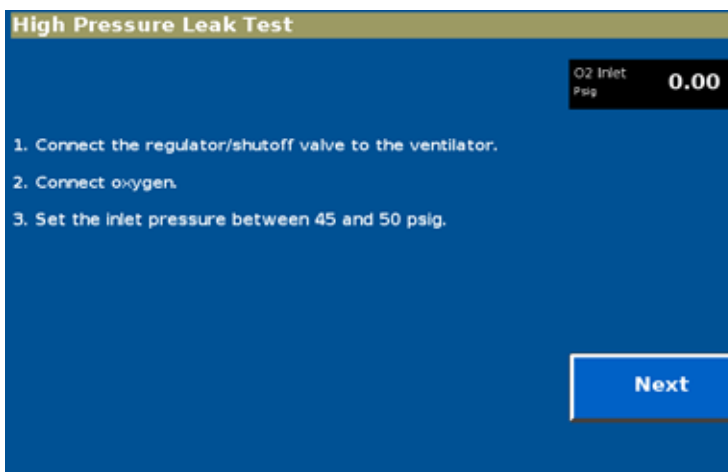 High Pressure Leak Test
O2 Inlet
Psig
0.00
1. Connect the regulator/shutoff valve to the ventilator.
2. Connect oxygen.
3. Set the inlet pressure between 45 and 50 psig.
Next